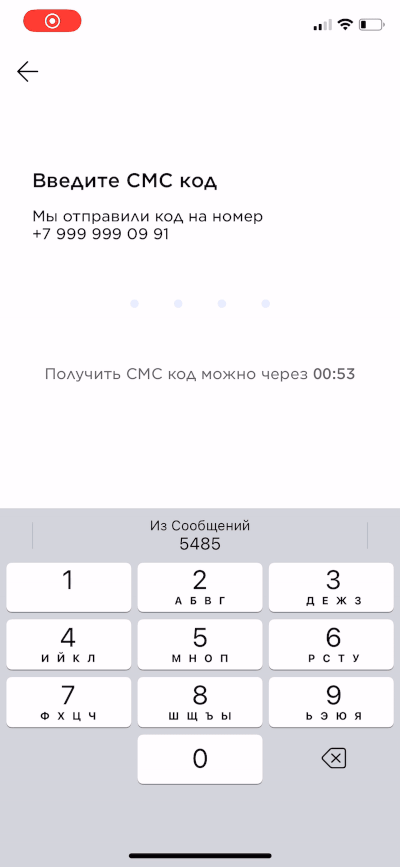 Введите СМС код
Мы отправили код на номер
+7 999 999 09 91
Получить СМС код можно через 00:53
Из Сообщений
5485
1
2
3
А Б В Г
Д Е Ж З
4
5
6
И Й К Л
М Н О П
Р С Т У
7
8
9
Ф Х Ц Ч
Ш Щ Ъ Ы
Ь Э Ю Я
0